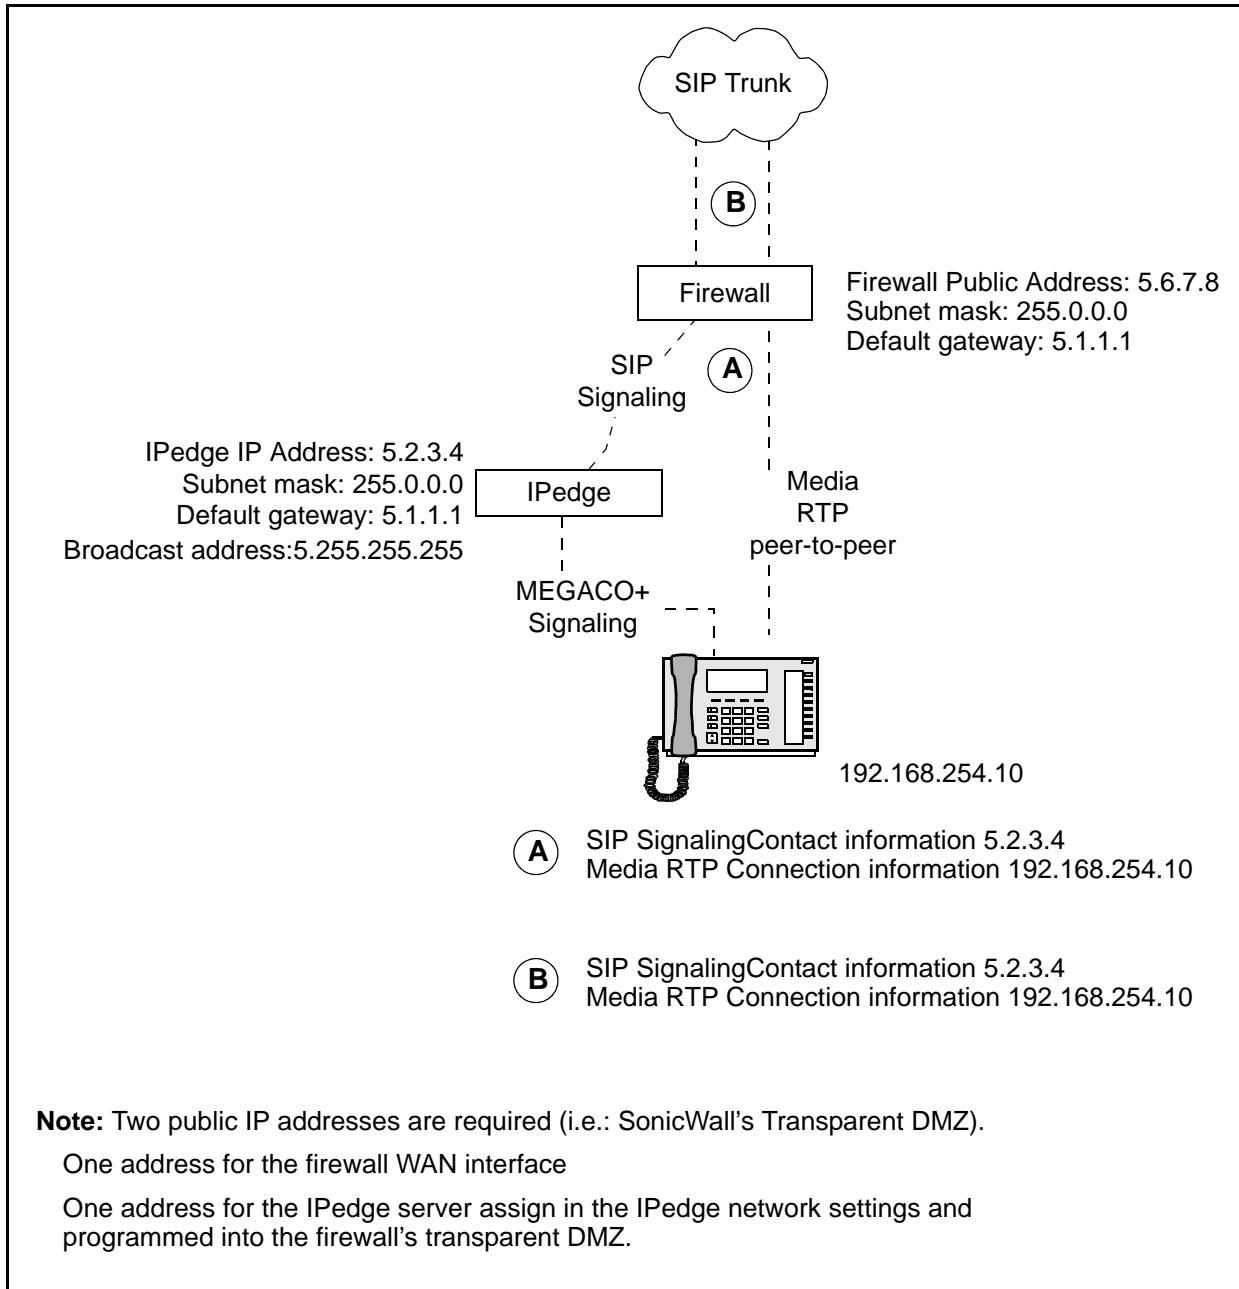 SIP Trunk
B
Firewall
Firewall Public Address: 5.6.7.8
Subnet mask: 255.0.0.0
Default gateway: 5.1.1.1
A
SIP
Signaling
IPedge IP Address: 5.2.3.4
Subnet mask: 255.0.0.0
Default gateway: 5.1.1.1
Broadcast address:5.255.255.255
IPedge
Media
RTP
peer-to-peer
MEGACO+
Signaling
192.168.254.10
A
SIP SignalingContact information 5.2.3.4
Media RTP Connection information 192.168.254.10
B
SIP SignalingContact information 5.2.3.4
Media RTP Connection information 192.168.254.10
Note: Two public IP addresses are required (i.e.: SonicWall's Transparent DMZ).
One address for the firewall WAN interface
One address for the IPedge server assign in the IPedge network settings and
programmed into the firewall's transparent DMZ.